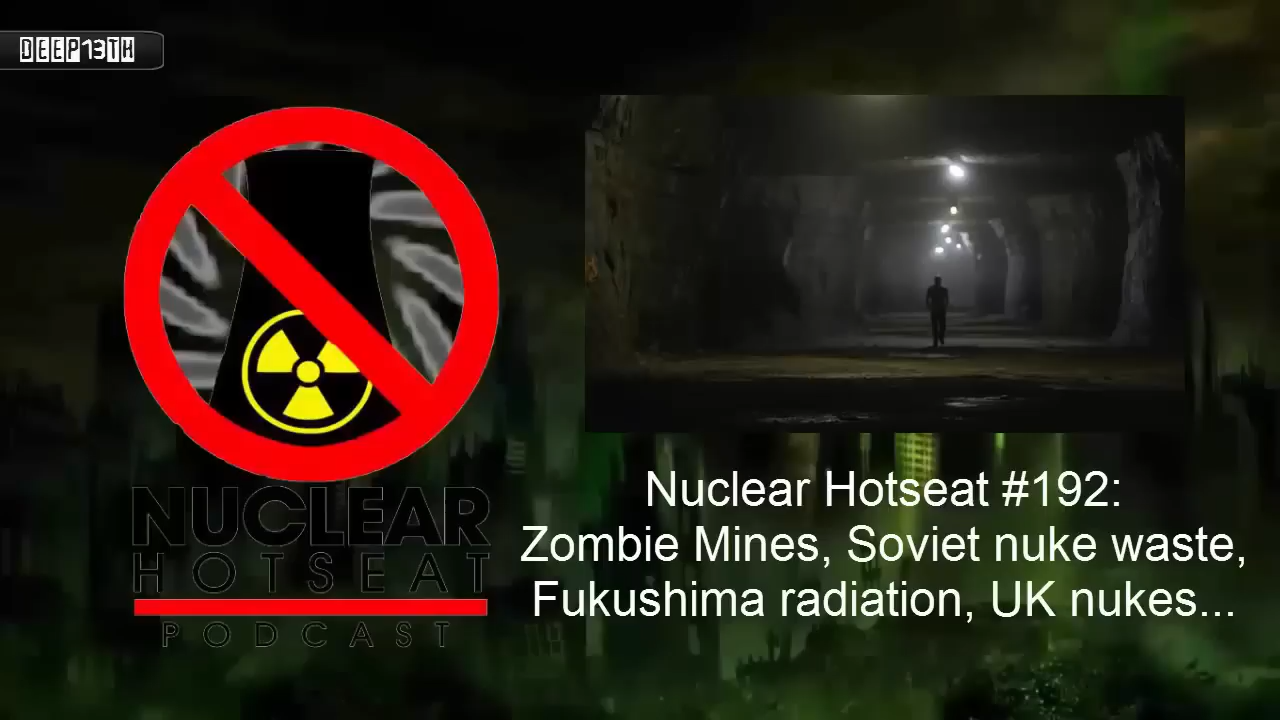 DEEP13TH
NUCLEAR
HOTSEAT
PODCAST
Nuclear Hotseat #192:
Zombie Mines, Soviet nuke waste,
Fukushima radiation, UK nukes...